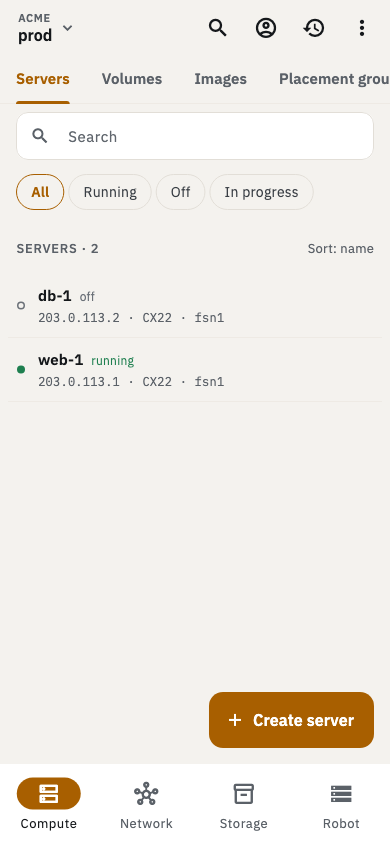 ACME
prod
Servers Volumes Images Placement grou
Search
All Running Off In progress
SERVERS · 2 Sort: name
db-1 off
203.0.113.2 · CX22 · fsn1
web-1 running
203.0.113.1 · CX22 · fsn1
+ Create server
Compute Network Storage Robot